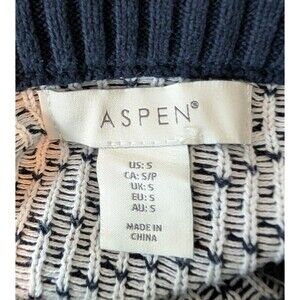 ASPEN®
US: S
CA: S/P
UK: S
EU: S
AU: S
MADE IN
CHINA